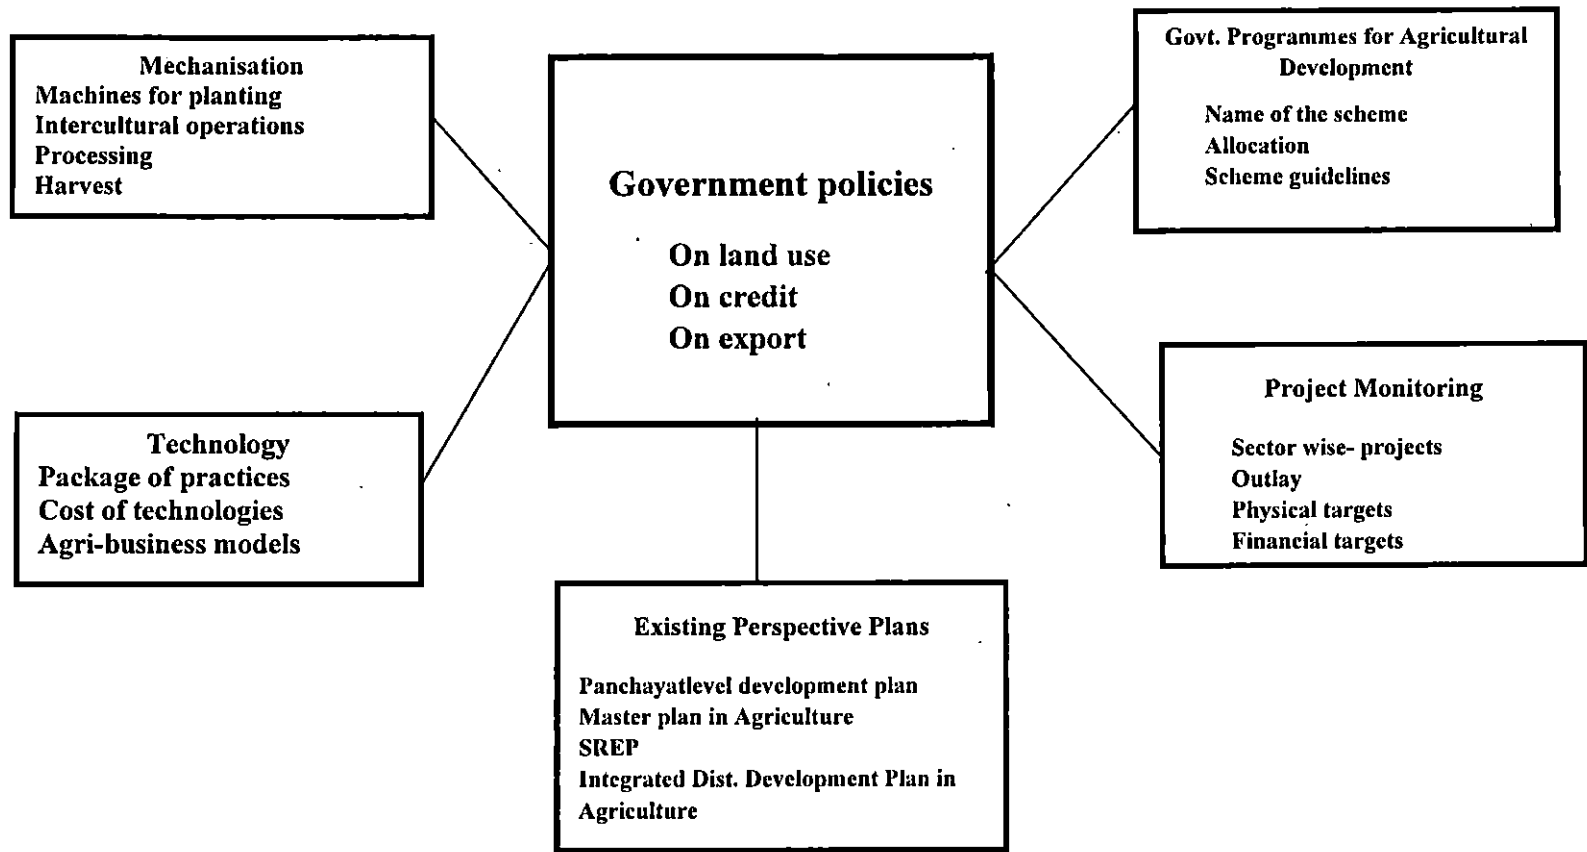 Mechanisation
Machines for planting
Intercultural operations
Processing
Harvest
Government policies
On land use
On credit
On export
Govt. Programmes for Agricultural
Development
Name of the scheme
Allocation
Scheme guidelines
Technology
Package of practices
Cost of technologies
Agri-business models
Project Monitoring
Sector wise- projects
Outlay
Physical targets
Financial targets
Existing Perspective Plans
Panchayatlevel development plan
Master plan in Agriculture
SREP
Integrated Dist. Development Plan in
Agriculture